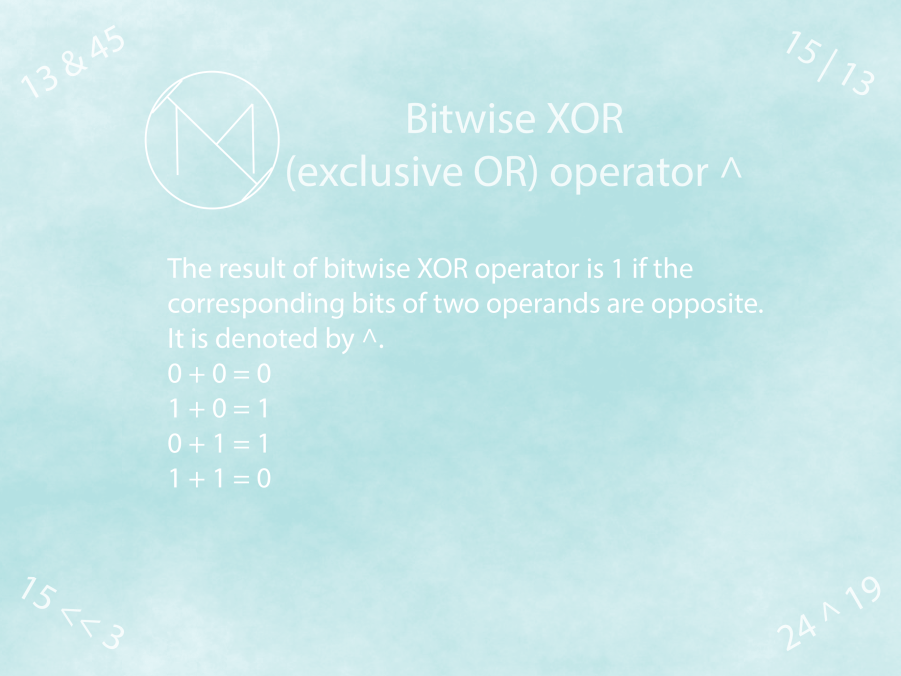 13 & 45
15 | 13
Bitwise XOR
(exclusive OR) operator ^
The result of bitwise XOR operator is 1 if the
corresponding bits of two operands are opposite.
It is denoted by ^.
0 + 0 = 0
1 + 0 = 1
0 + 1 = 1
1 + 1 = 0
15 << 3
24 ^ 19